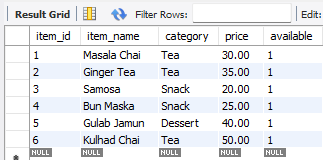 Result Grid Filter Rows: Edit:
item_id item_name category price available
1 Masala Chai Tea 30.00 1
2 Ginger Tea Tea 35.00 1
3 Samosa Snack 20.00 1
4 Bun Maska Snack 25.00 1
5 Gulab Jamun Dessert 40.00 1
6 Kulhad Chai Tea 50.00 1
NULL NULL NULL NULL NULL